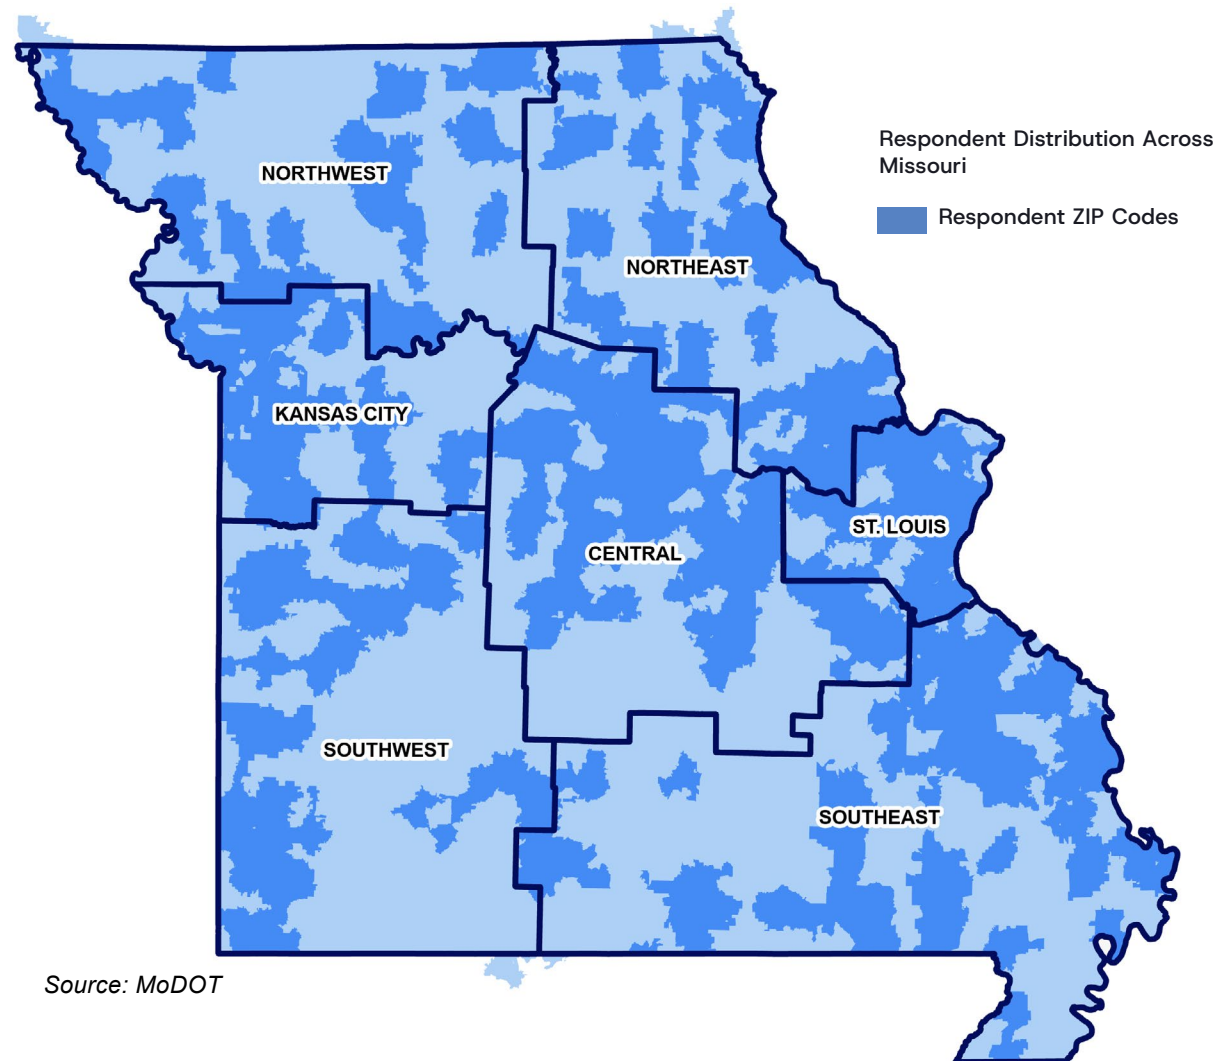 Respondent Distribution Across
Missouri
Respondent ZIP Codes
NORTHWEST
NORTHEAST
KANSAS CITY
ST. LOUIS
CENTRAL
SOUTHWEST
SOUTHEAST
Source: MoDOT